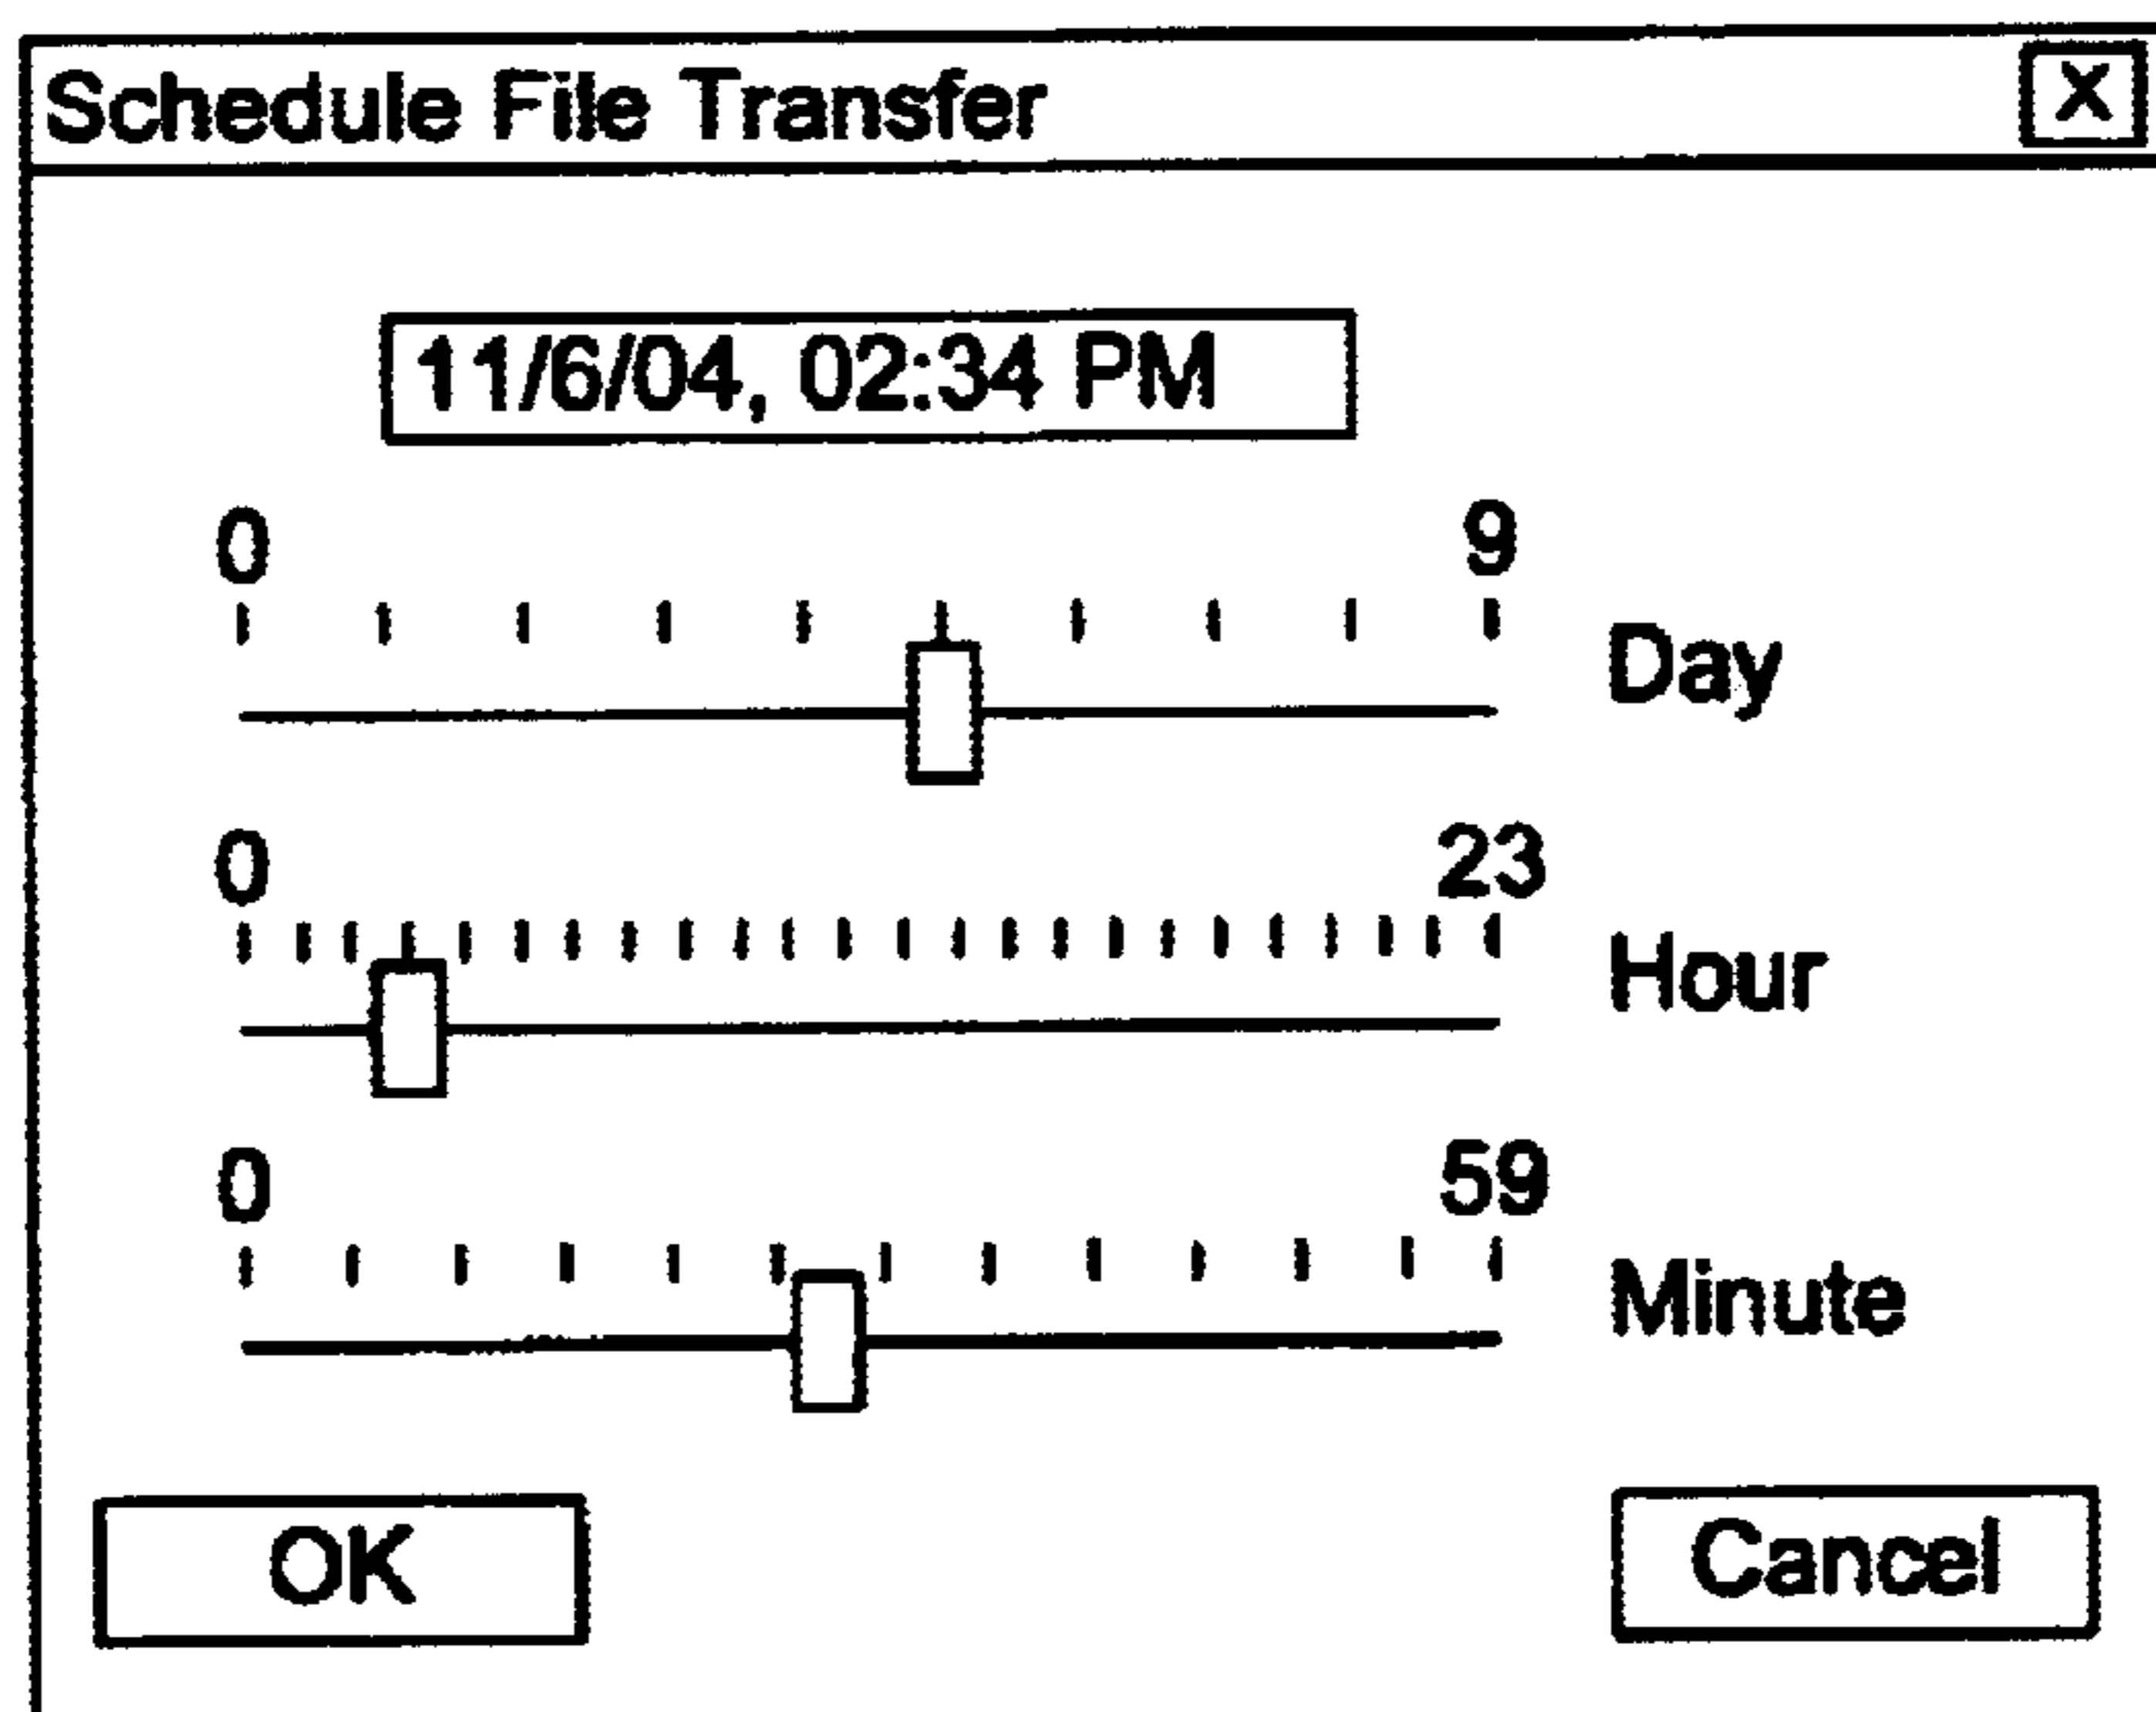 Schedule File Transfer X
11/6/04, 02:34 PM
0 9
Day
0 23
Hour
0 59
Minute
OK Cancel